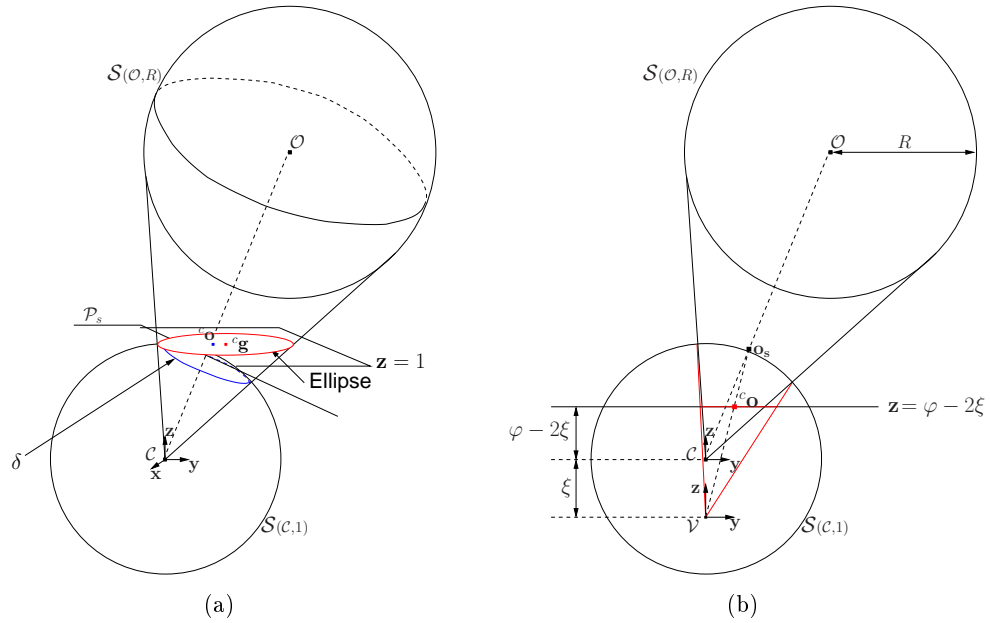 𝒮(𝒪,R)
𝒪
𝒫s
ᶜo
ᶜg
z = 1
Ellipse
δ
z
𝒞
x
y
𝒮(𝒞,1)
(a)
𝒮(𝒪,R)
𝒪
R
oₛ
ᶜo
z = φ − 2ξ
φ − 2ξ
z
𝒞
y
ξ
z
𝒱
y
𝒮(𝒞,1)
(b)